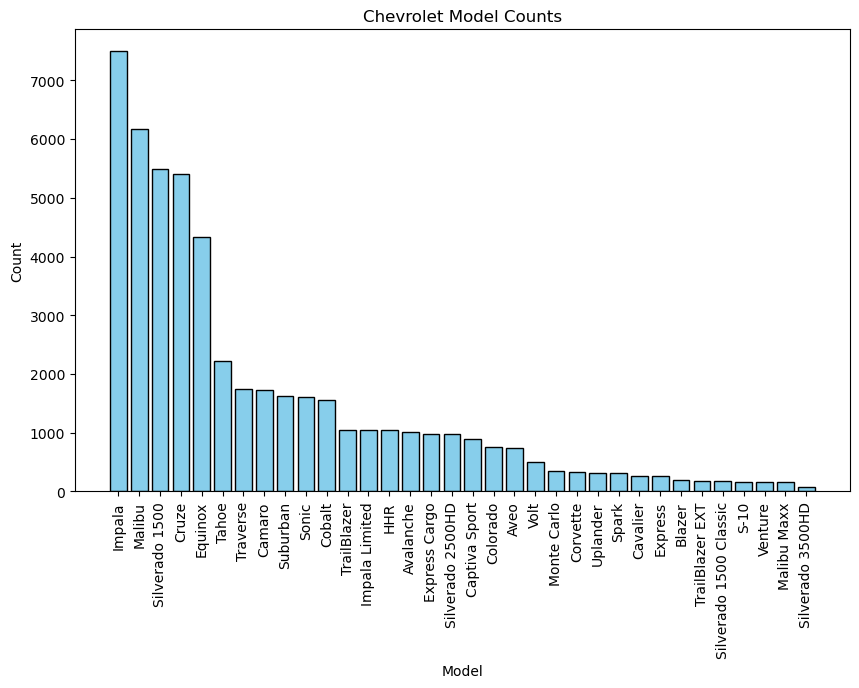 Chevrolet Model Counts
Count
7000
6000
5000
4000
3000
2000
1000
0
Impala
Malibu
Silverado 1500
Cruze
Equinox
Tahoe
Traverse
Camaro
Suburban
Sonic
Cobalt
TrailBlazer
Impala Limited
HHR
Avalanche
Express Cargo
Silverado 2500HD
Captiva Sport
Colorado
Aveo
Volt
Monte Carlo
Corvette
Uplander
Spark
Cavalier
Express
Blazer
TrailBlazer EXT
Silverado 1500 Classic
S-10
Venture
Malibu Maxx
Silverado 3500HD
Model